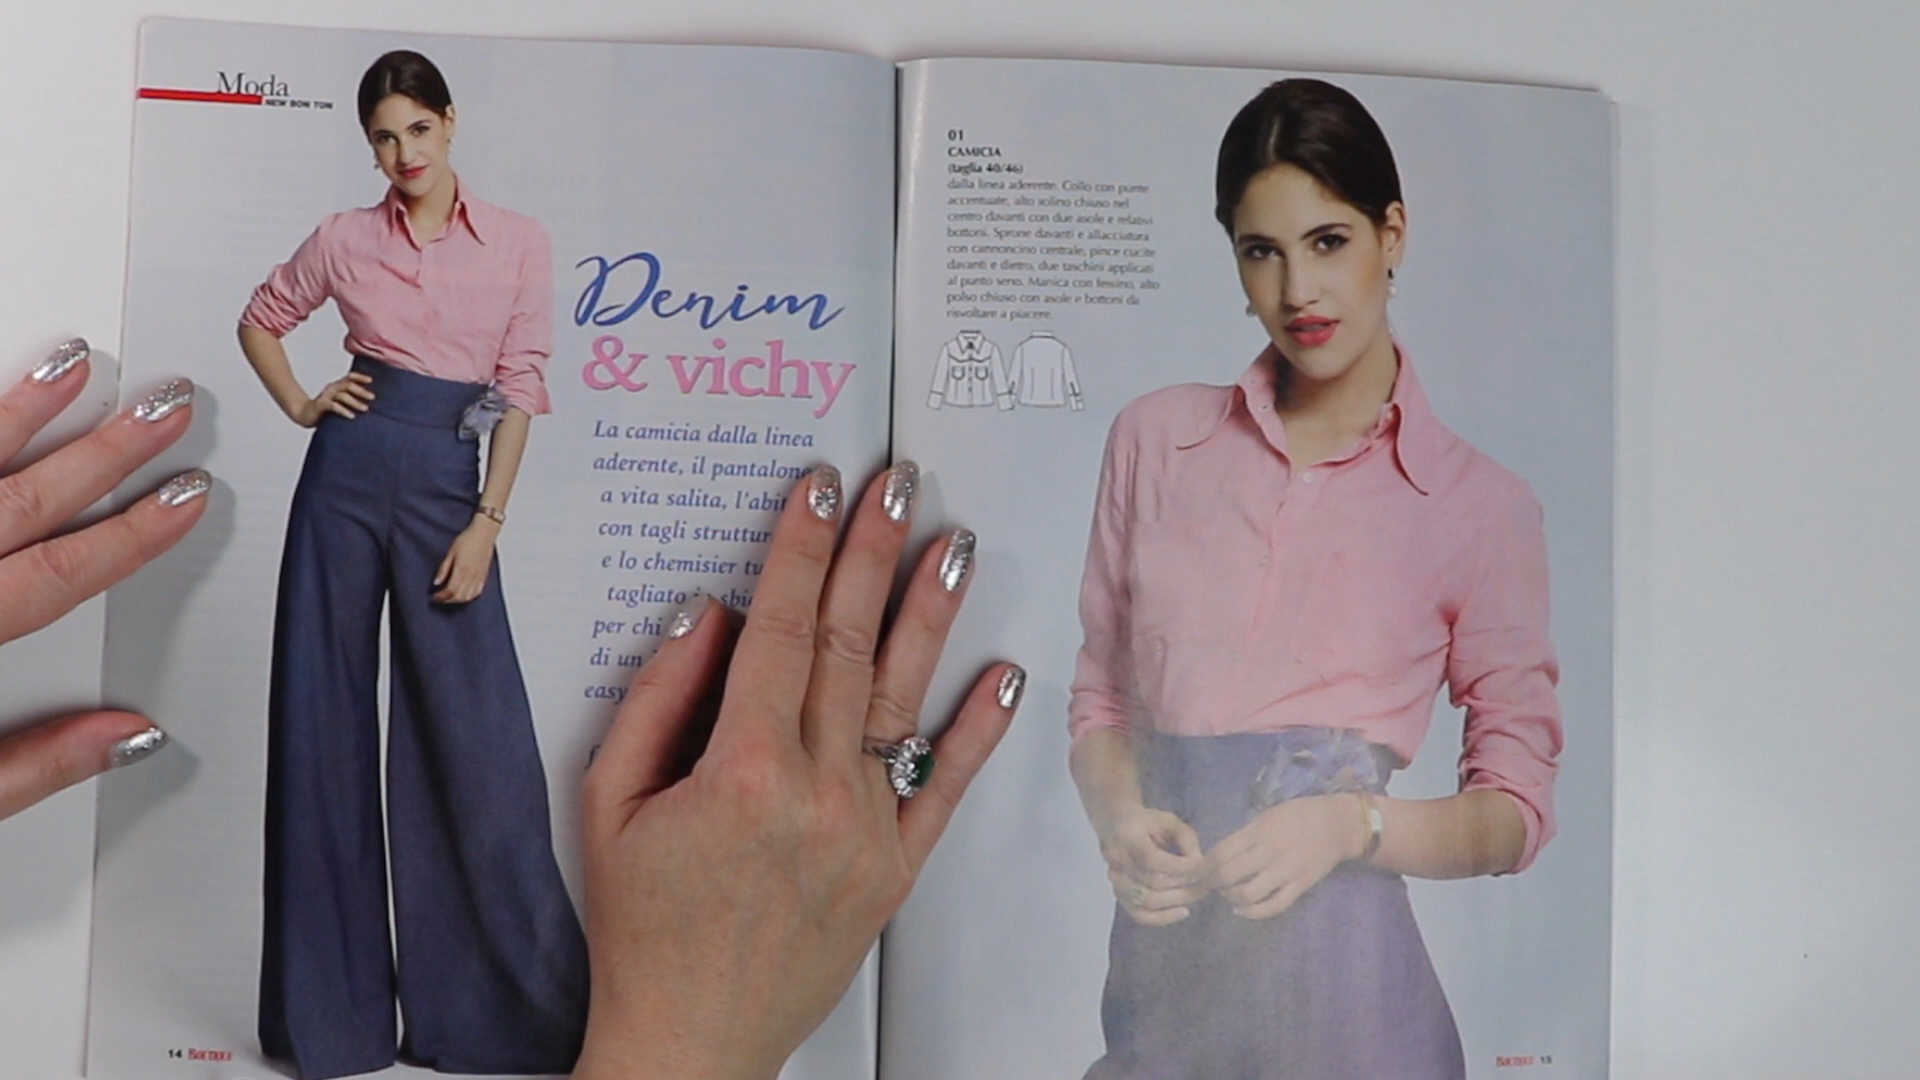 Moda
NEW BON TON
Denim
& vichy
La camicia dalla linea
aderente, il pantalone
a vita salita, l'abit
con tagli struttur
e lo chemisier tu
tagliato
per chi
di un
easy
14 BOUTIQUE
01
CAMICIA
(taglia 40/46)
dalla linea aderente. Collo con punte
accentuate, alto solino chiuso nel
centro davanti con due asole e relativi
bottoni. Sprone davanti e allacciatura
con cannoncino centrale, pince cucite
davanti e dietro, due taschini applicati
al punto seno. Manica con fessino, alto
polso chiuso con asole e bottoni da
risvoltare a piacere.
BOUTIQUE 15